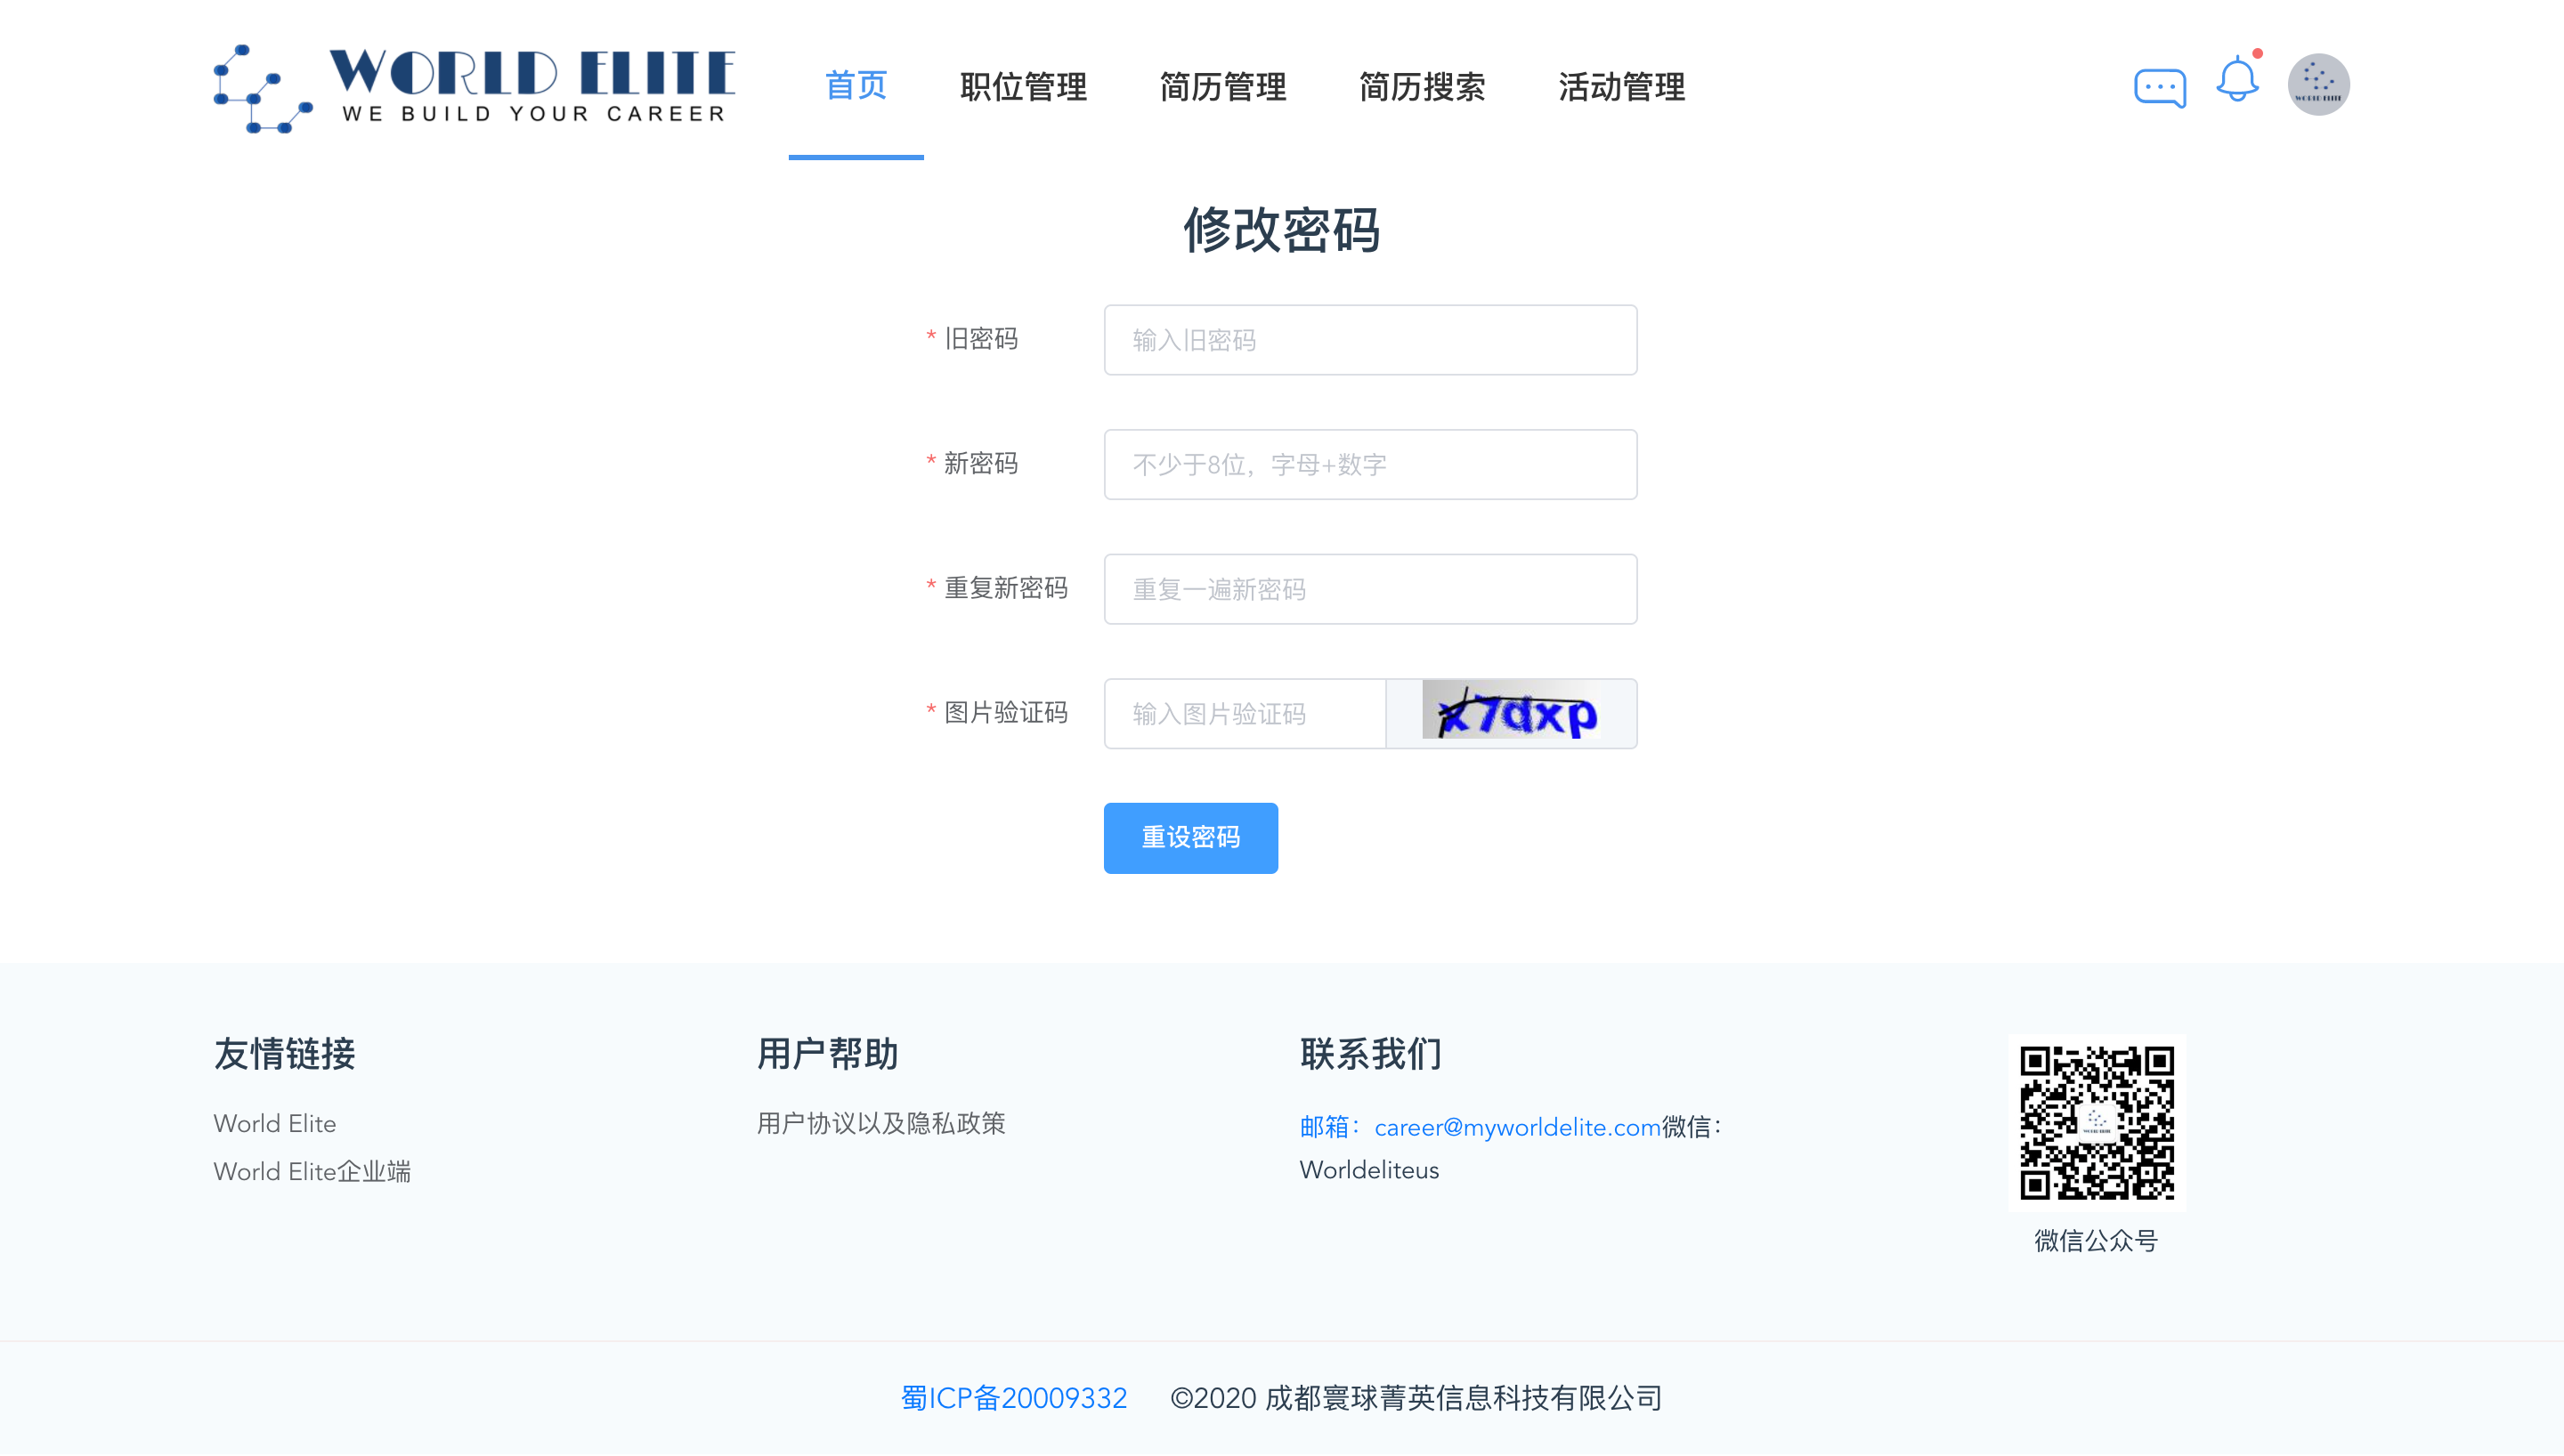 WORLD ELITE
WE BUILD YOUR CAREER
首页
职位管理
简历管理
简历搜索
活动管理
修改密码
* 旧密码
输入旧密码
* 新密码
不少于8位，字母+数字
* 重复新密码
重复一遍新密码
* 图片验证码
输入图片验证码
x7dxp
重设密码
友情链接
World Elite
World Elite企业端
用户帮助
用户协议以及隐私政策
联系我们
邮箱：career@myworldelite.com微信：
Worldeliteus
微信公众号
蜀ICP备20009332
©2020 成都寰球菁英信息科技有限公司